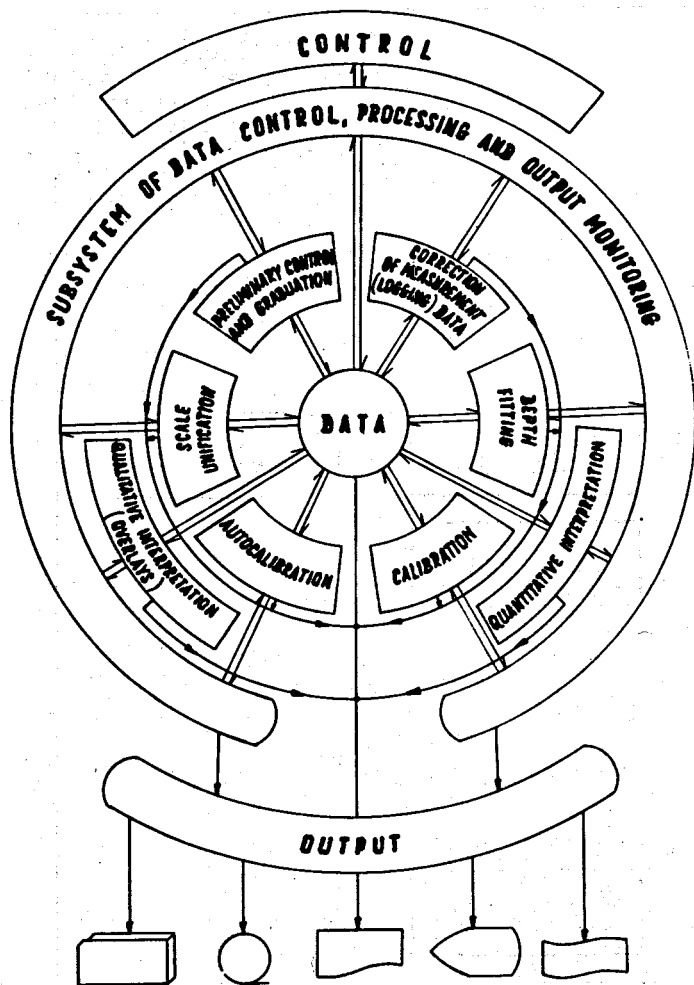 CONTROL
SUBSYSTEM OF DATA CONTROL, PROCESSING AND OUTPUT MONITORING
PRELIMINARY CONTROL
AND GRADUATION
CORRECTION
OF MEASUREMENT
(LOGGING) DATA
SCALE
UNIFICATION
DATA
DEPTH
FITTING
QUALITATIVE INTERPRETATION
(OVERLAYS)
AUTOCALIBRATION
CALIBRATION
QUANTITATIVE INTERPRETATION
OUTPUT